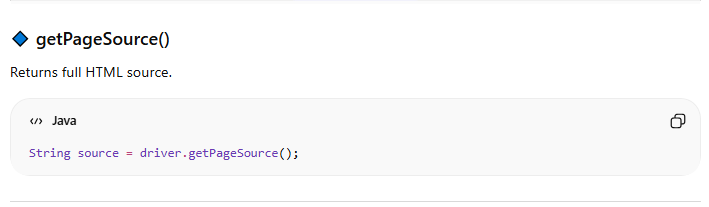 getPageSource()
Returns full HTML source.
</> Java
String source = driver.getPageSource();